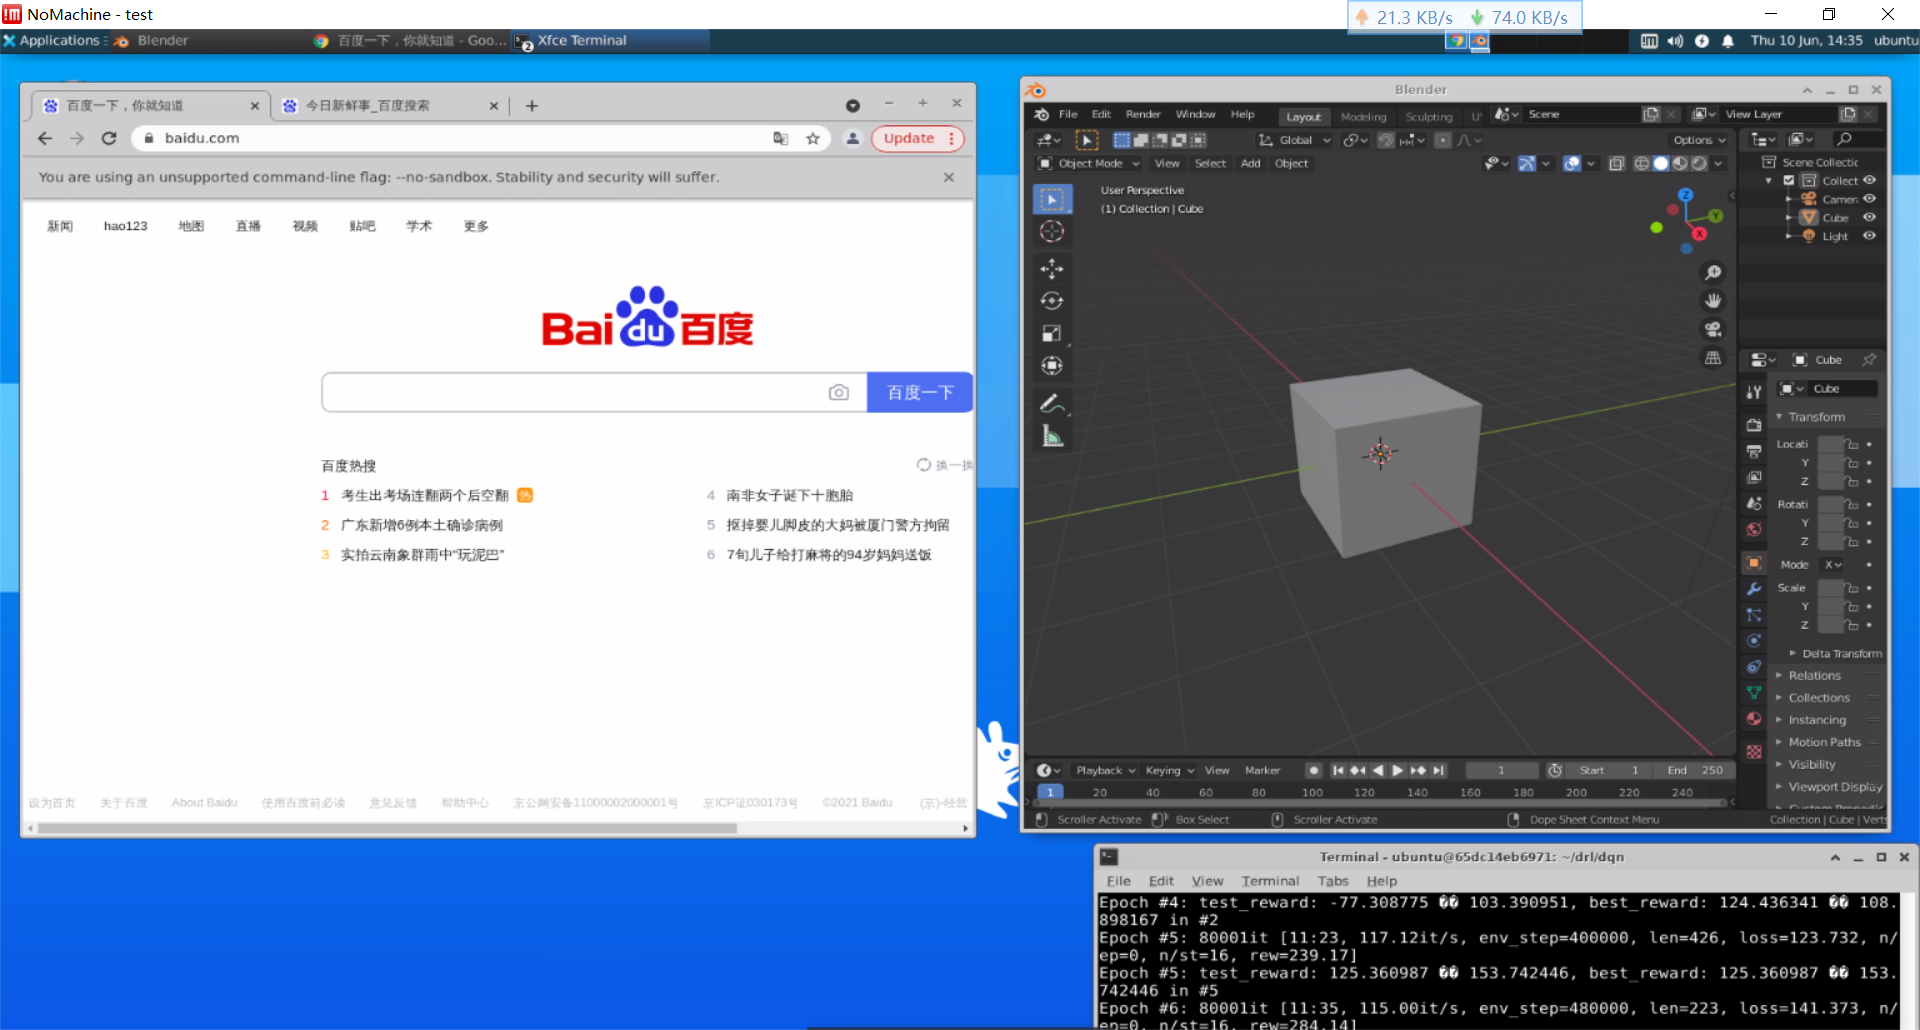 NoMachine - test
21.3 KB/s 74.0 KB/s
Applications Blender 百度一下，你就知道 - Goo... 2 Xfce Terminal Thu 10 Jun, 14:35 ubuntu
百度一下，你就知道 今日新鲜事_百度搜索
baidu.com Update
You are using an unsupported command-line flag: --no-sandbox. Stability and security will suffer.
新闻 hao123 地图 直播 视频 贴吧 学术 更多
Bai du 百度
百度一下
百度热搜 换一换
1 考生出考场连翻两个后空翻 热
2 广东新增6例本土确诊病例
3 实拍云南象群雨中“玩泥巴”
4 南非女子诞下十胞胎
5 抠掉婴儿脚皮的大妈被厦门警方拘留
6 7旬儿子给打麻将的94岁妈妈送饭
设为首页 关于百度 About Baidu 使用百度前必读 意见反馈 帮助中心 京公网安备11000002000001号 京ICP证030173号 ©2021 Baidu (京)-经营
Blender
File Edit Render Window Help Layout Modeling Sculpting Scene View Layer
Global Options
Object Mode View Select Add Object
User Perspective
(1) Collection | Cube
Z
Y
X
Scene Collectic
Collect
Camer
Cube
Light
Cube
Cube
Transform
Locati
Y
Z
Rotati
Y
Z
Mode X
Scale
Y
Z
Delta Transform
Relations
Collections
Instancing
Motion Paths
Visibility
Viewport Display
Playback Keying View Marker 1 Start 1 End 250
1 20 40 60 80 100 120 140 160 180 200 220 240
Scroller Activate Box Select Scroller Activate Dope Sheet Context Menu Collection | Cube | Verts
Terminal - ubuntu@65dc14eb6971: ~/drl/dqn
File Edit View Terminal Tabs Help
Epoch #4: test_reward: -77.308775 �� 103.390951, best_reward: 124.436341 �� 108.
898167 in #2
Epoch #5: 80001it [11:23, 117.12it/s, env_step=400000, len=426, loss=123.732, n/
ep=0, n/st=16, rew=239.17]
Epoch #5: test_reward: 125.360987 �� 153.742446, best_reward: 125.360987 �� 153.
742446 in #5
Epoch #6: 80001it [11:35, 115.00it/s, env_step=480000, len=223, loss=141.373, n/
ep=0, n/st=16, rew=284.14]